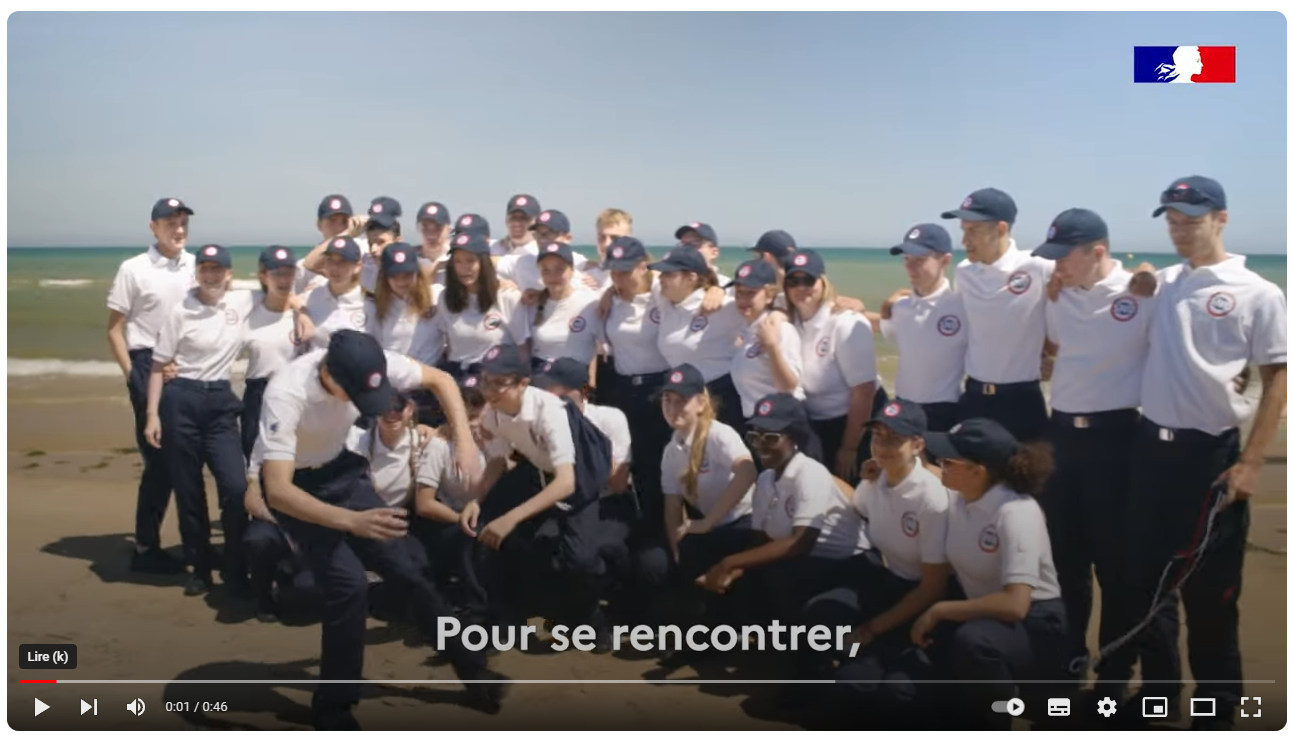 Pour se rencontrer,
Lire (k)
0:01 / 0:46